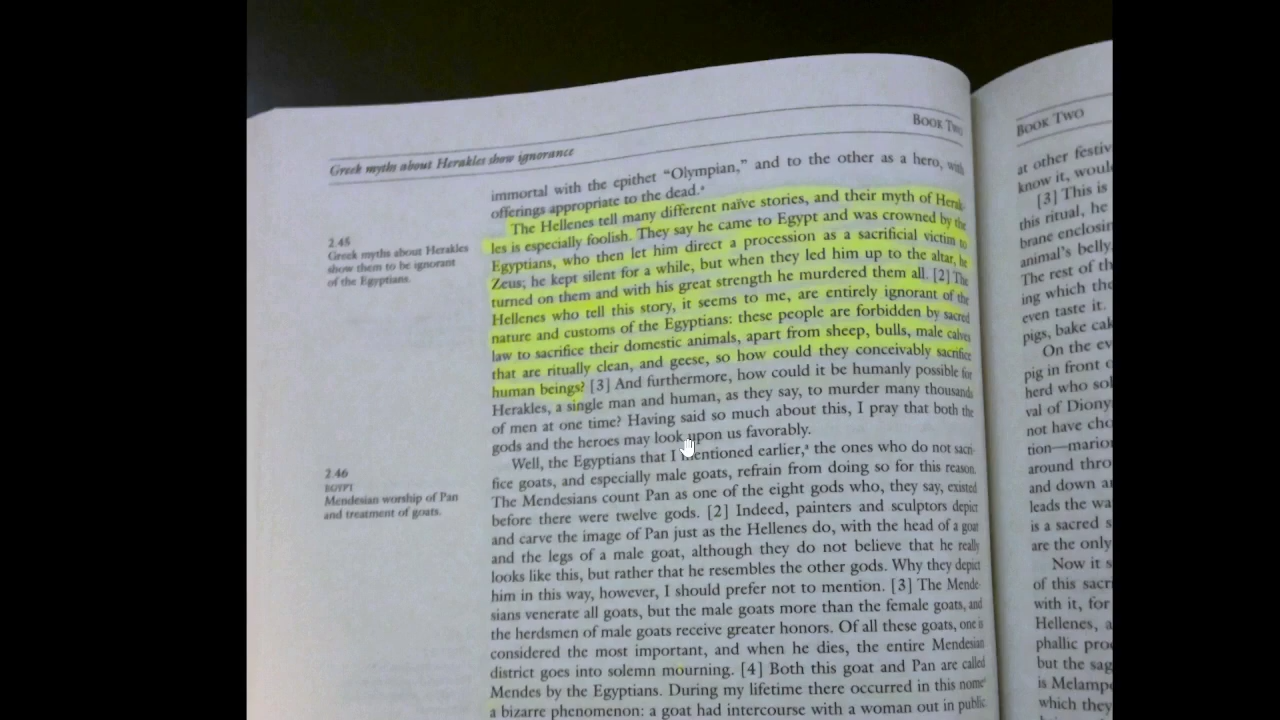 Greek myths about Herakles show ignorance
BOOK TWO
immortal with the epithet “Olympian,” and to the other as a hero, with
offerings appropriate to the dead.ᵃ
2.45
Greek myths about Herakles
show them to be ignorant
of the Egyptians.
The Hellenes tell many different naïve stories, and their myth of Herak-
les is especially foolish. They say he came to Egypt and was crowned by the
Egyptians, who then let him direct a procession as a sacrificial victim to
Zeus; he kept silent for a while, but when they led him up to the altar, he
turned on them and with his great strength he murdered them all. [2] The
Hellenes who tell this story, it seems to me, are entirely ignorant of the
nature and customs of the Egyptians: these people are forbidden by sacred
law to sacrifice their domestic animals, apart from sheep, bulls, male calves
that are ritually clean, and geese, so how could they conceivably sacrifice
human beings? [3] And furthermore, how could it be humanly possible for
Herakles, a single man and human, as they say, to murder many thousands
of men at one time? Having said so much about this, I pray that both the
gods and the heroes may look upon us favorably.
2.46
EGYPT
Mendesian worship of Pan
and treatment of goats.
Well, the Egyptians that I mentioned earlier,ᵃ the ones who do not sacri-
fice goats, and especially male goats, refrain from doing so for this reason.
The Mendesians count Pan as one of the eight gods who, they say, existed
before there were twelve gods. [2] Indeed, painters and sculptors depict
and carve the image of Pan just as the Hellenes do, with the head of a goat
and the legs of a male goat, although they do not believe that he really
looks like this, but rather that he resembles the other gods. Why they depict
him in this way, however, I should prefer not to mention. [3] The Mende-
sians venerate all goats, but the male goats more than the female goats, and
the herdsmen of male goats receive greater honors. Of all these goats, one is
considered the most important, and when he dies, the entire Mendesian
district goes into solemn mourning. [4] Both this goat and Pan are called
Mendes by the Egyptians. During my lifetime there occurred in this nomeᵃ
a bizarre phenomenon: a goat had intercourse with a woman out in public
BOOK TWO
at other
know it,
[3] This is
this ritual, he
brane
animal’s belly.
The rest of
ing which the
even taste it.
pigs, bake
On the
pig in front
herd who
val of
not have
around
and down
leads the
is a sacred
are the only
Now it
of this
with it, for
Hellenes,
phallic
but the
is
which they